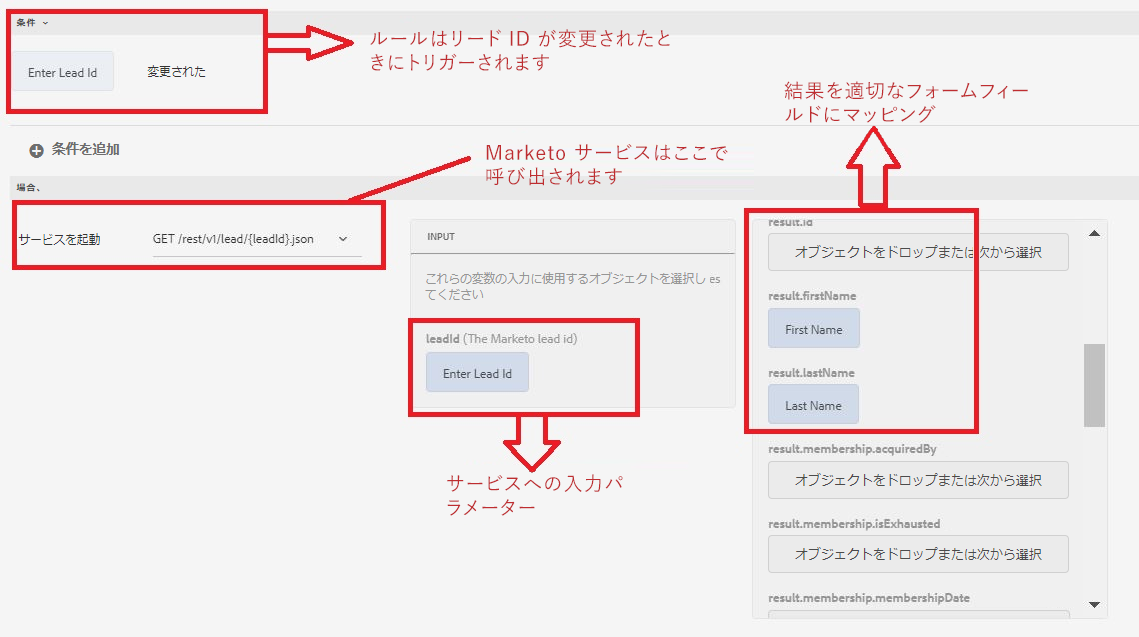 条件
Enter Lead Id 変更された
ルールはリード ID が変更されたと
きにトリガーされます
結果を適切なフォームフィー
ルドにマッピング
条件を追加
Marketo サービスはここで
呼び出されます
場合、
サービスを起動 GET /rest/v1/lead/{leadId}.json
INPUT
これらの変数の入力に使用するオブジェクトを選択し es
てください
leadId (The Marketo lead id)
Enter Lead Id
サービスへの入力パ
ラメーター
result.id
オブジェクトをドロップまたは次から選択
result.firstName
First Name
result.lastName
Last Name
result.membership.acquiredBy
オブジェクトをドロップまたは次から選択
result.membership.isExhausted
オブジェクトをドロップまたは次から選択
result.membership.membershipDate